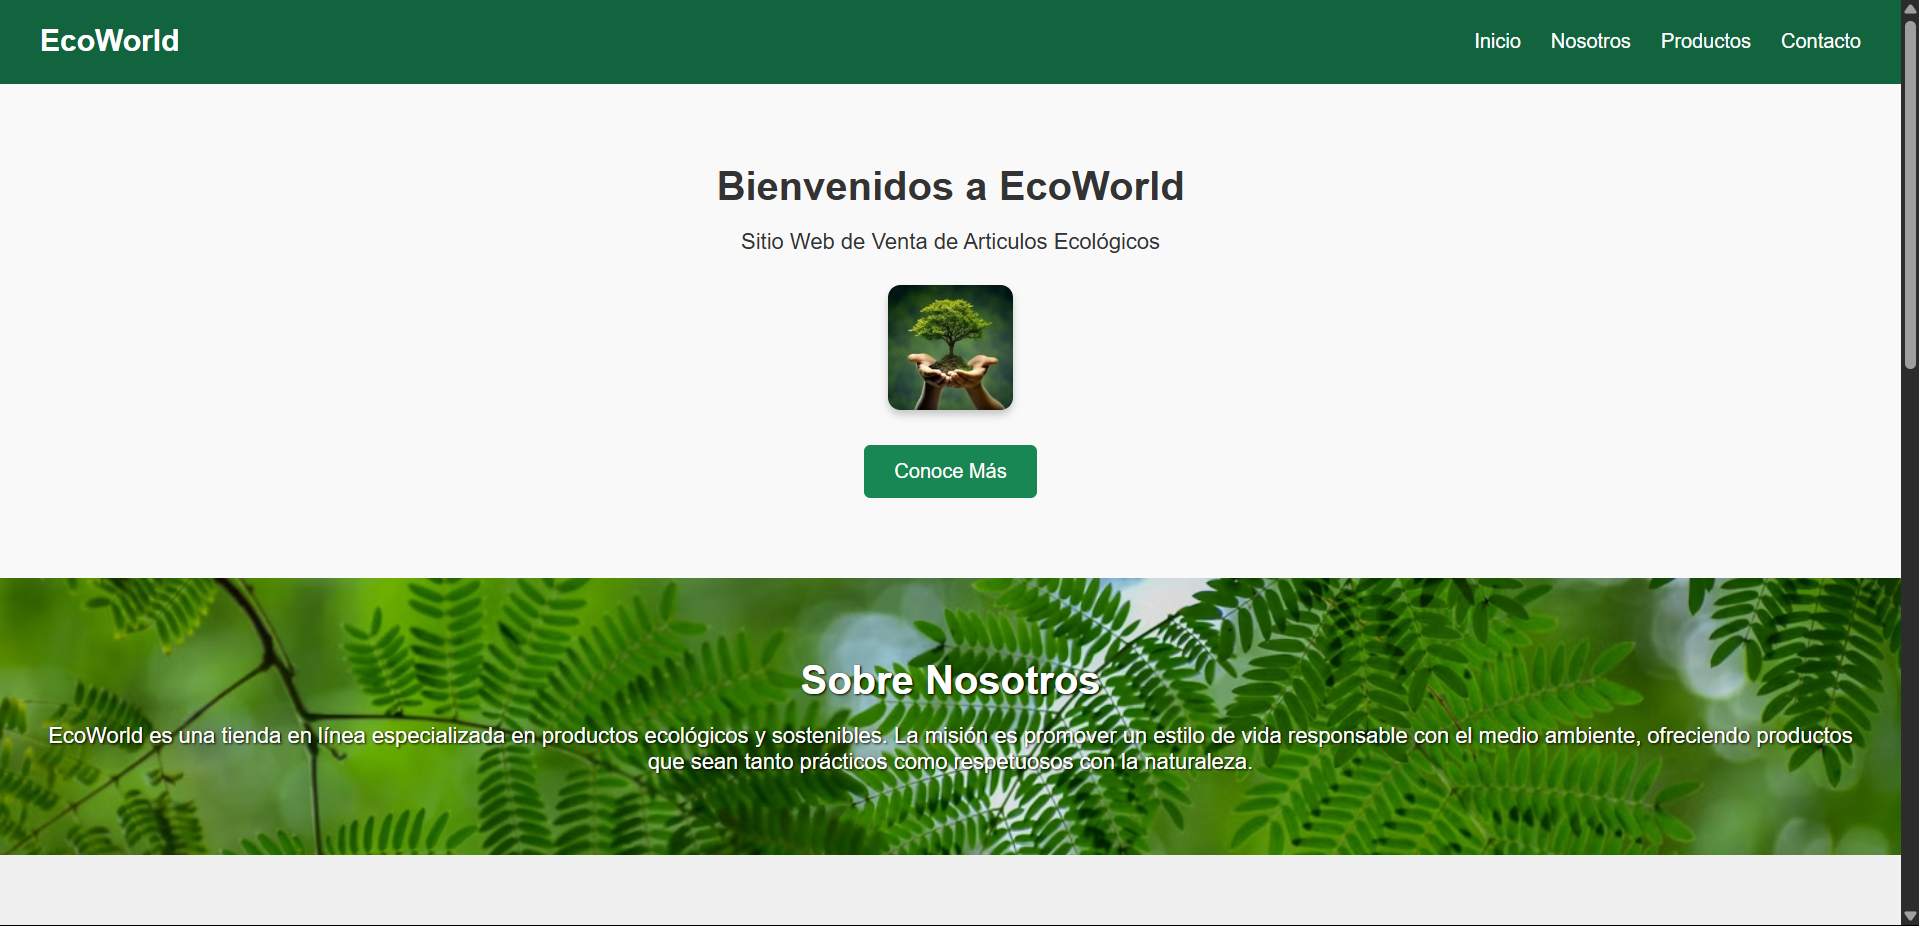 EcoWorld
Inicio Nosotros Productos Contacto
Bienvenidos a EcoWorld
Sitio Web de Venta de Articulos Ecológicos
Conoce Más
Sobre Nosotros
EcoWorld es una tienda en línea especializada en productos ecológicos y sostenibles. La misión es promover un estilo de vida responsable con el medio ambiente, ofreciendo productos
que sean tanto prácticos como respetuosos con la naturaleza.